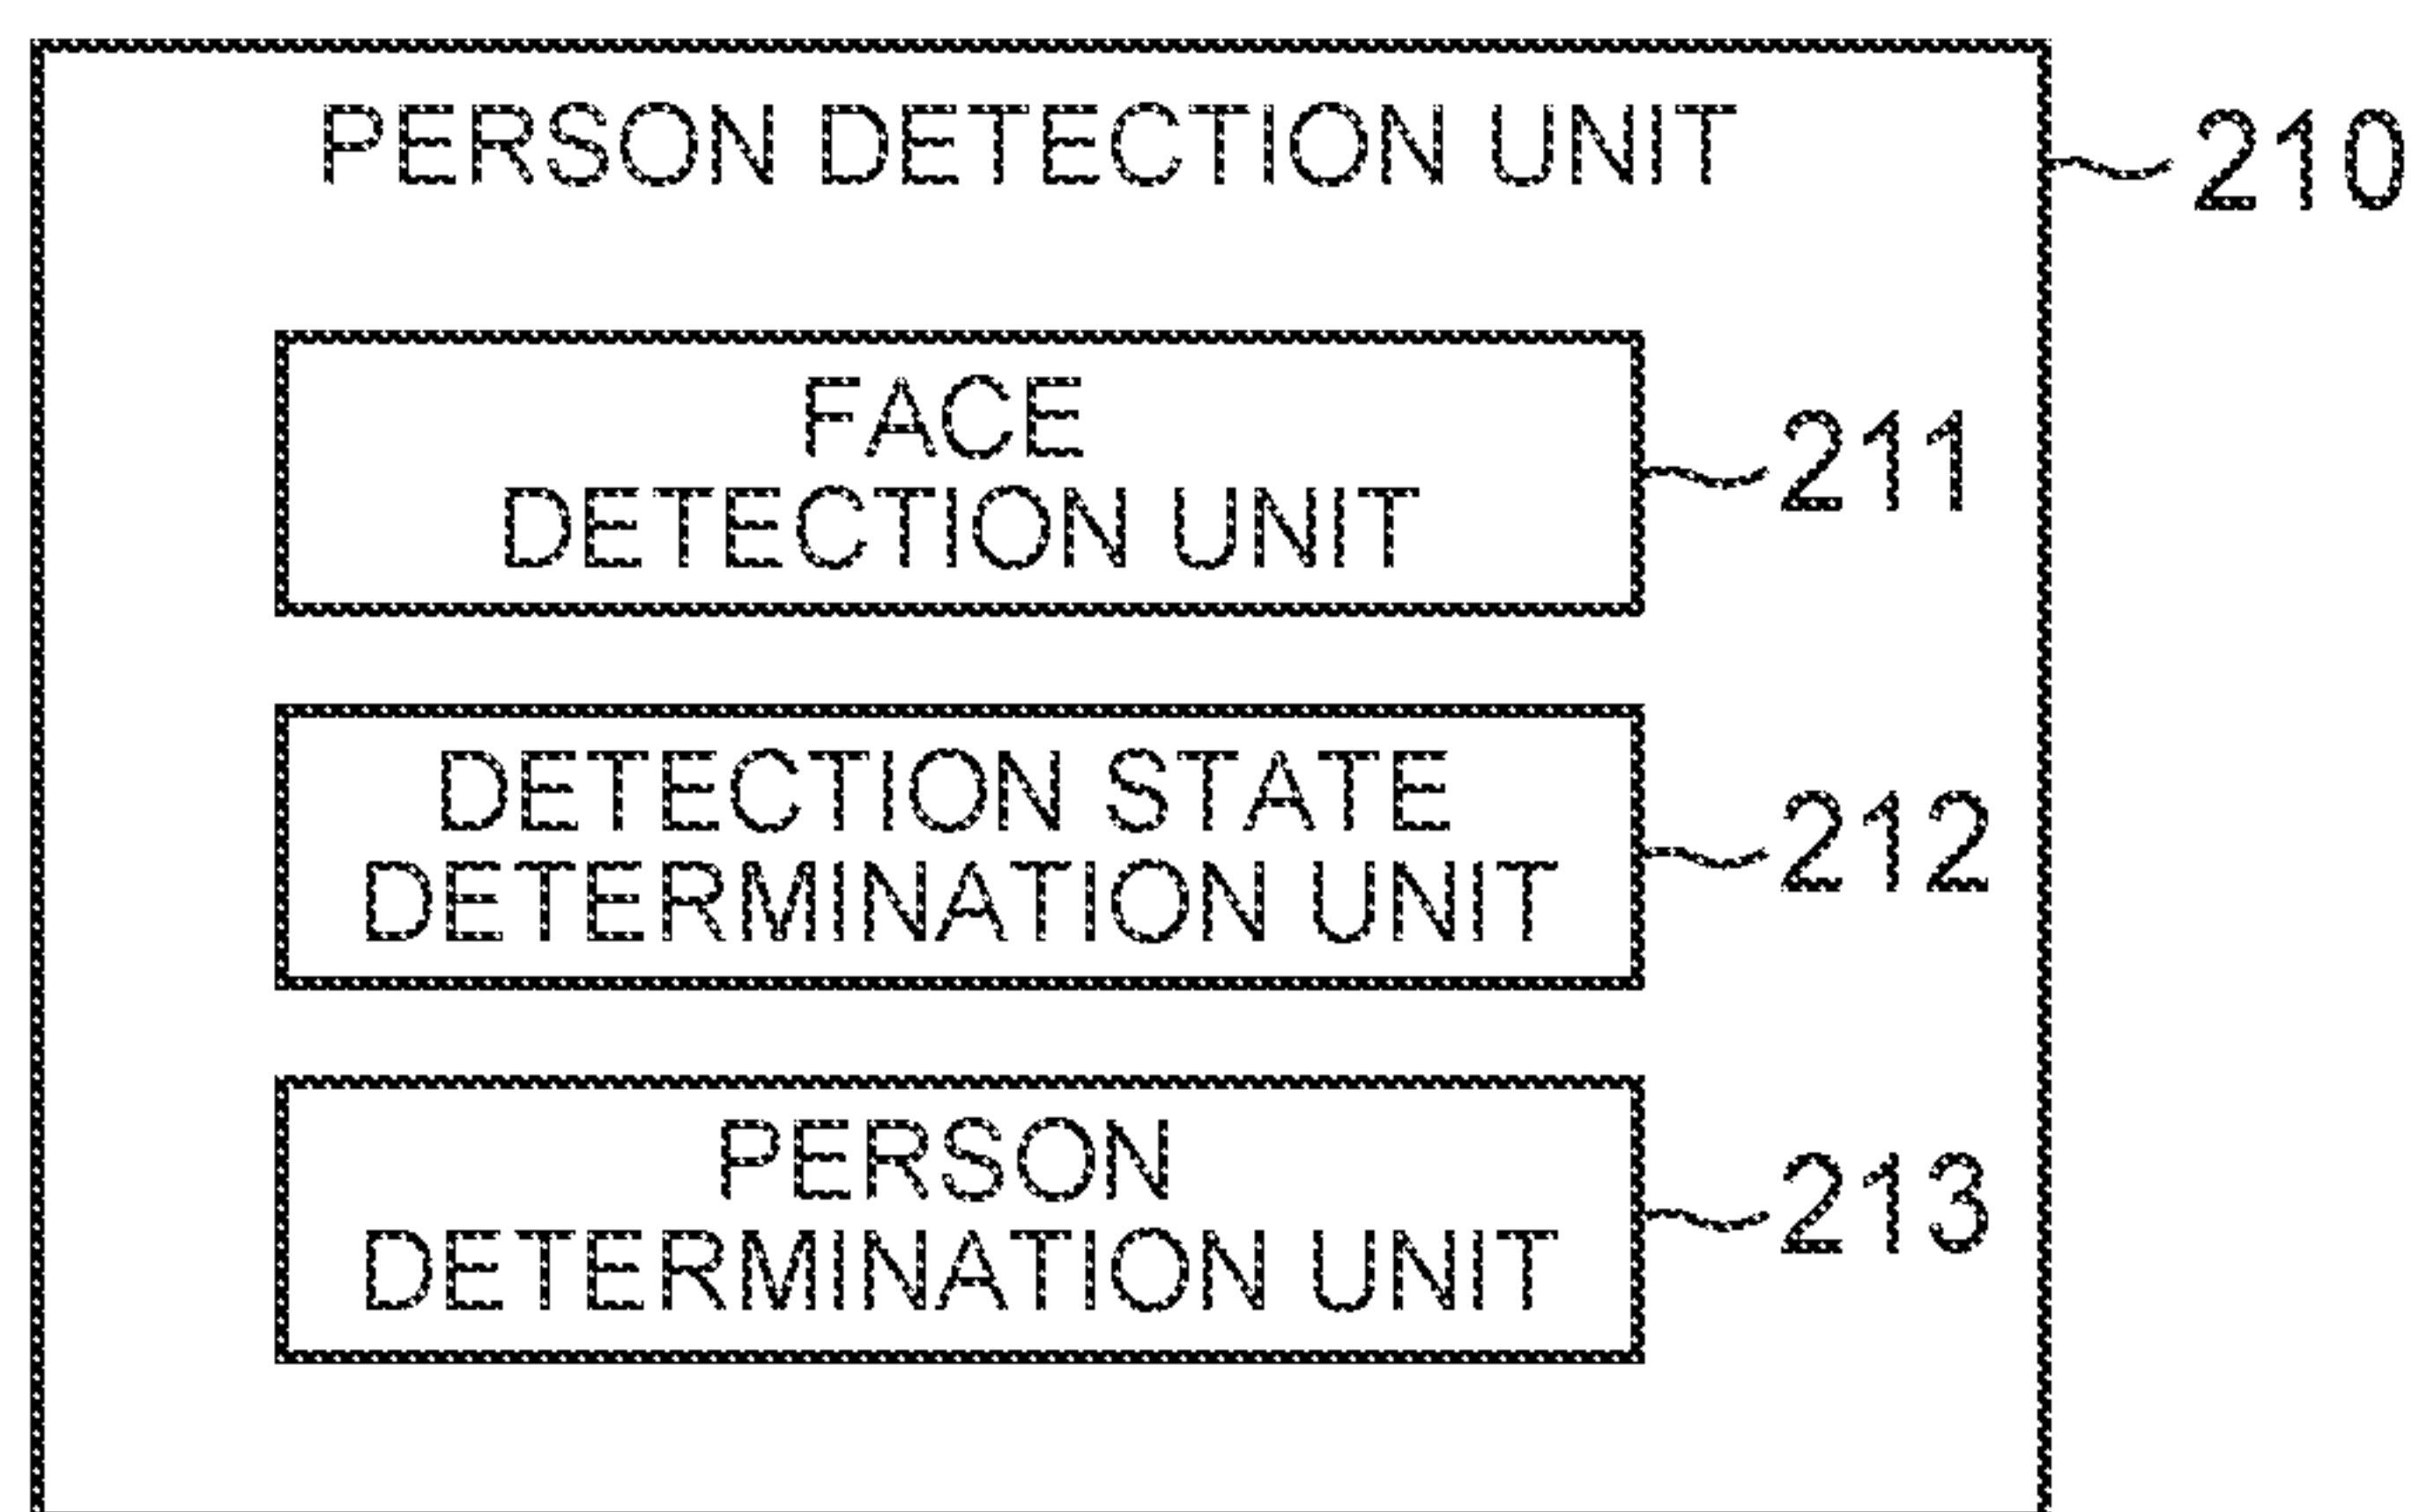 PERSON DETECTION UNIT
210
FACE
DETECTION UNIT
211
DETECTION STATE
DETERMINATION UNIT
212
PERSON
DETERMINATION UNIT
213